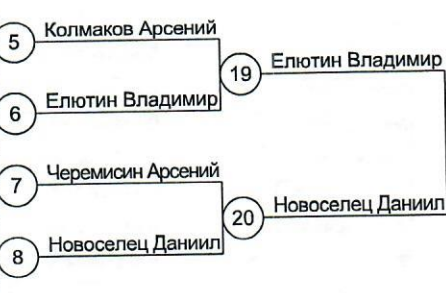 5 Колмаков Арсений
19 Елютин Владимир
6 Елютин Владимир
7 Черемисин Арсений
20 Новоселец Даниил
8 Новоселец Даниил